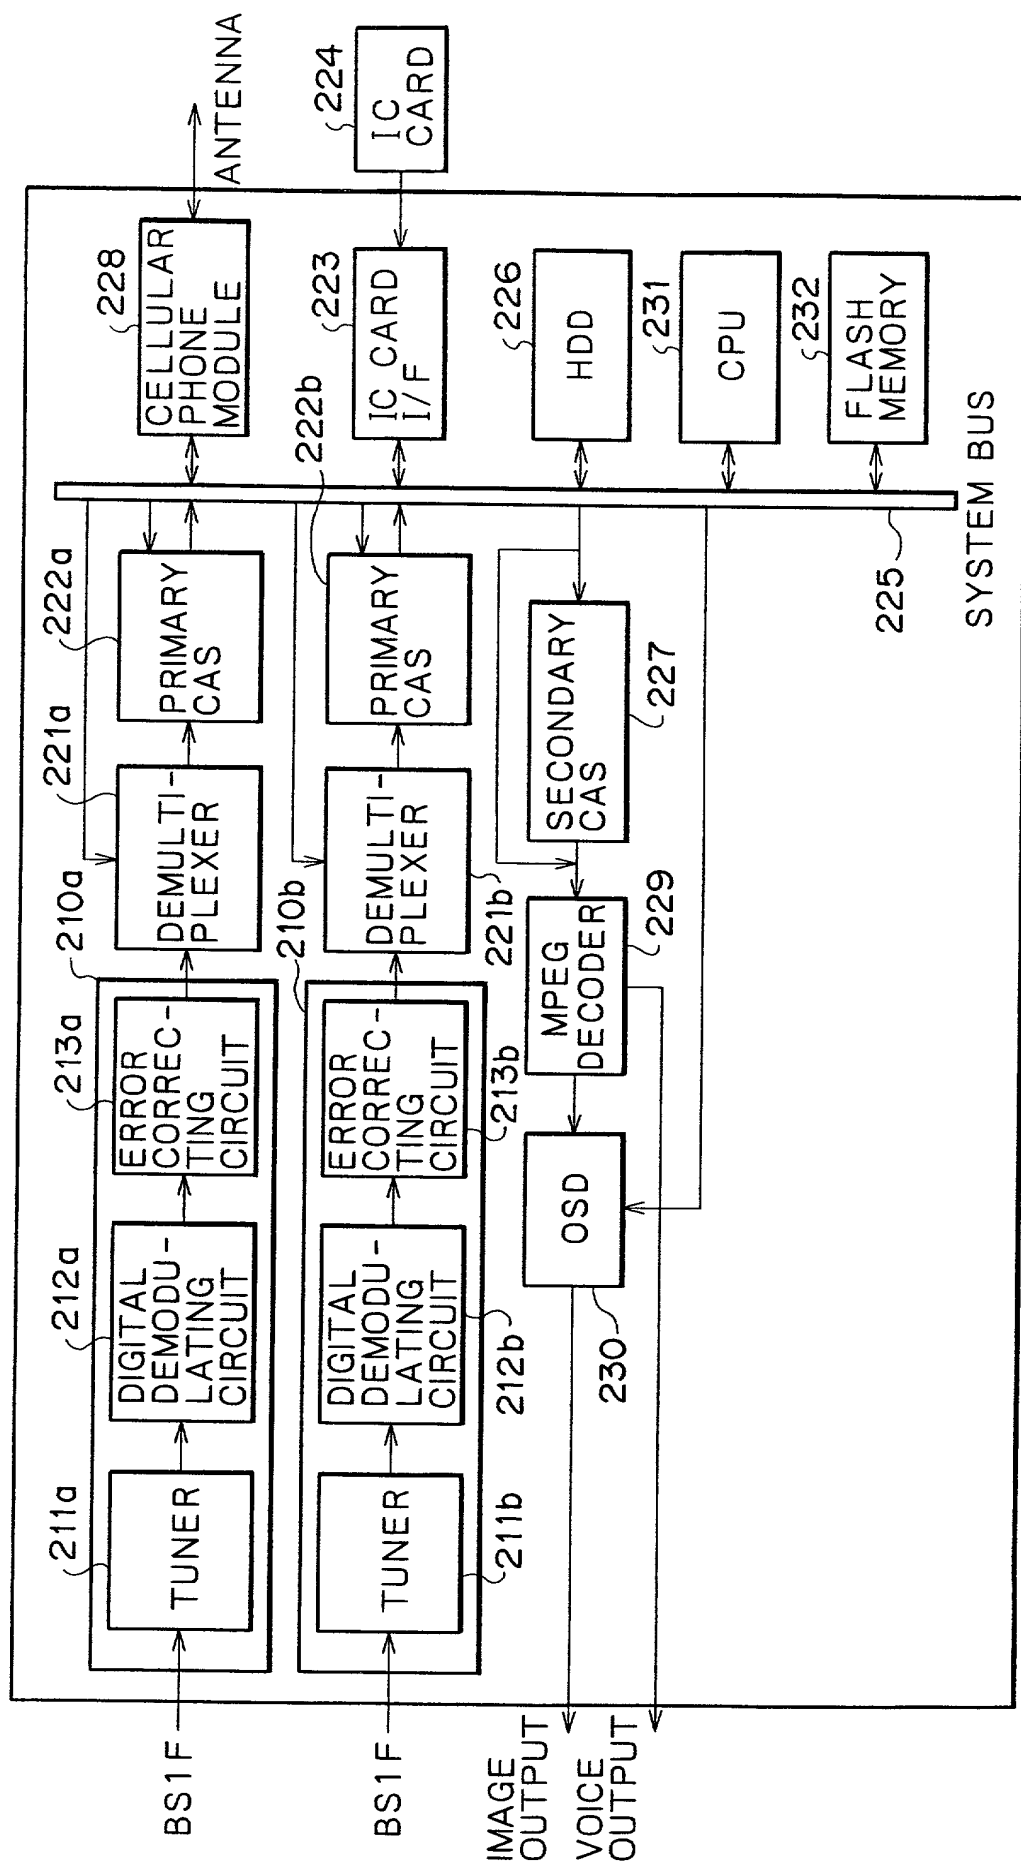 BS1F
211a
TUNER
212a
DIGITAL
DEMODU-
LATING
CIRCUIT
213a
ERROR
CORREC-
TING
CIRCUIT
210a
221a
DEMULTI-
PLEXER
222a
PRIMARY
CAS
228
CELLULAR
PHONE
MODULE
ANTENNA
BS1F
TUNER
211b
DIGITAL
DEMODU-
LATING
CIRCUIT
212b
ERROR
CORREC-
TING
CIRCUIT
213b
210b
DEMULTI-
PLEXER
221b
PRIMARY
CAS
222b
223
IC CARD
I/F
224
IC
CARD
IMAGE
OUTPUT
VOICE
OUTPUT
OSD
230
MPEG
DECODER
229
SECONDARY
CAS
227
226
HDD
231
CPU
232
FLASH
MEMORY
225
SYSTEM BUS